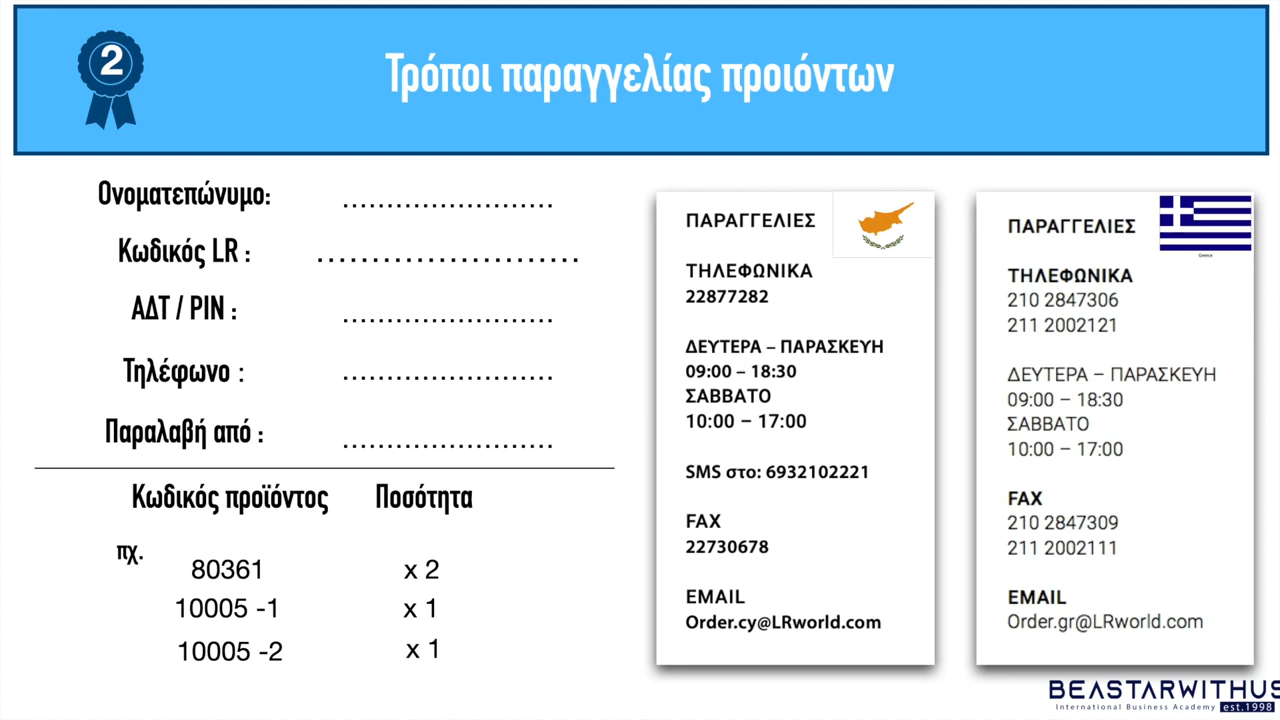 2
Τρόποι παραγγελίας προιόντων
Ονοματεπώνυμο: ........................
Κωδικός LR : ........................
ΑΔΤ / PIN : ........................
Τηλέφωνο : ........................
Παραλαβή από : ........................
Κωδικός προϊόντος Ποσότητα
πχ.
80361 x 2
10005 -1 x 1
10005 -2 x 1
ΠΑΡΑΓΓΕΛΙΕΣ
ΤΗΛΕΦΩΝΙΚΑ
22877282
ΔΕΥΤΕΡΑ – ΠΑΡΑΣΚΕΥΗ
09:00 – 18:30
ΣΑΒΒΑΤΟ
10:00 – 17:00
SMS στο: 6932102221
FAX
22730678
EMAIL
Order.cy@LRworld.com
ΠΑΡΑΓΓΕΛΙΕΣ
Greece
ΤΗΛΕΦΩΝΙΚΑ
210 2847306
211 2002121
ΔΕΥΤΕΡΑ – ΠΑΡΑΣΚΕΥΗ
09:00 – 18:30
ΣΑΒΒΑΤΟ
10:00 – 17:00
FAX
210 2847309
211 2002111
EMAIL
Order.gr@LRworld.com
BEASTARWITHUS
International Business Academy est.1998